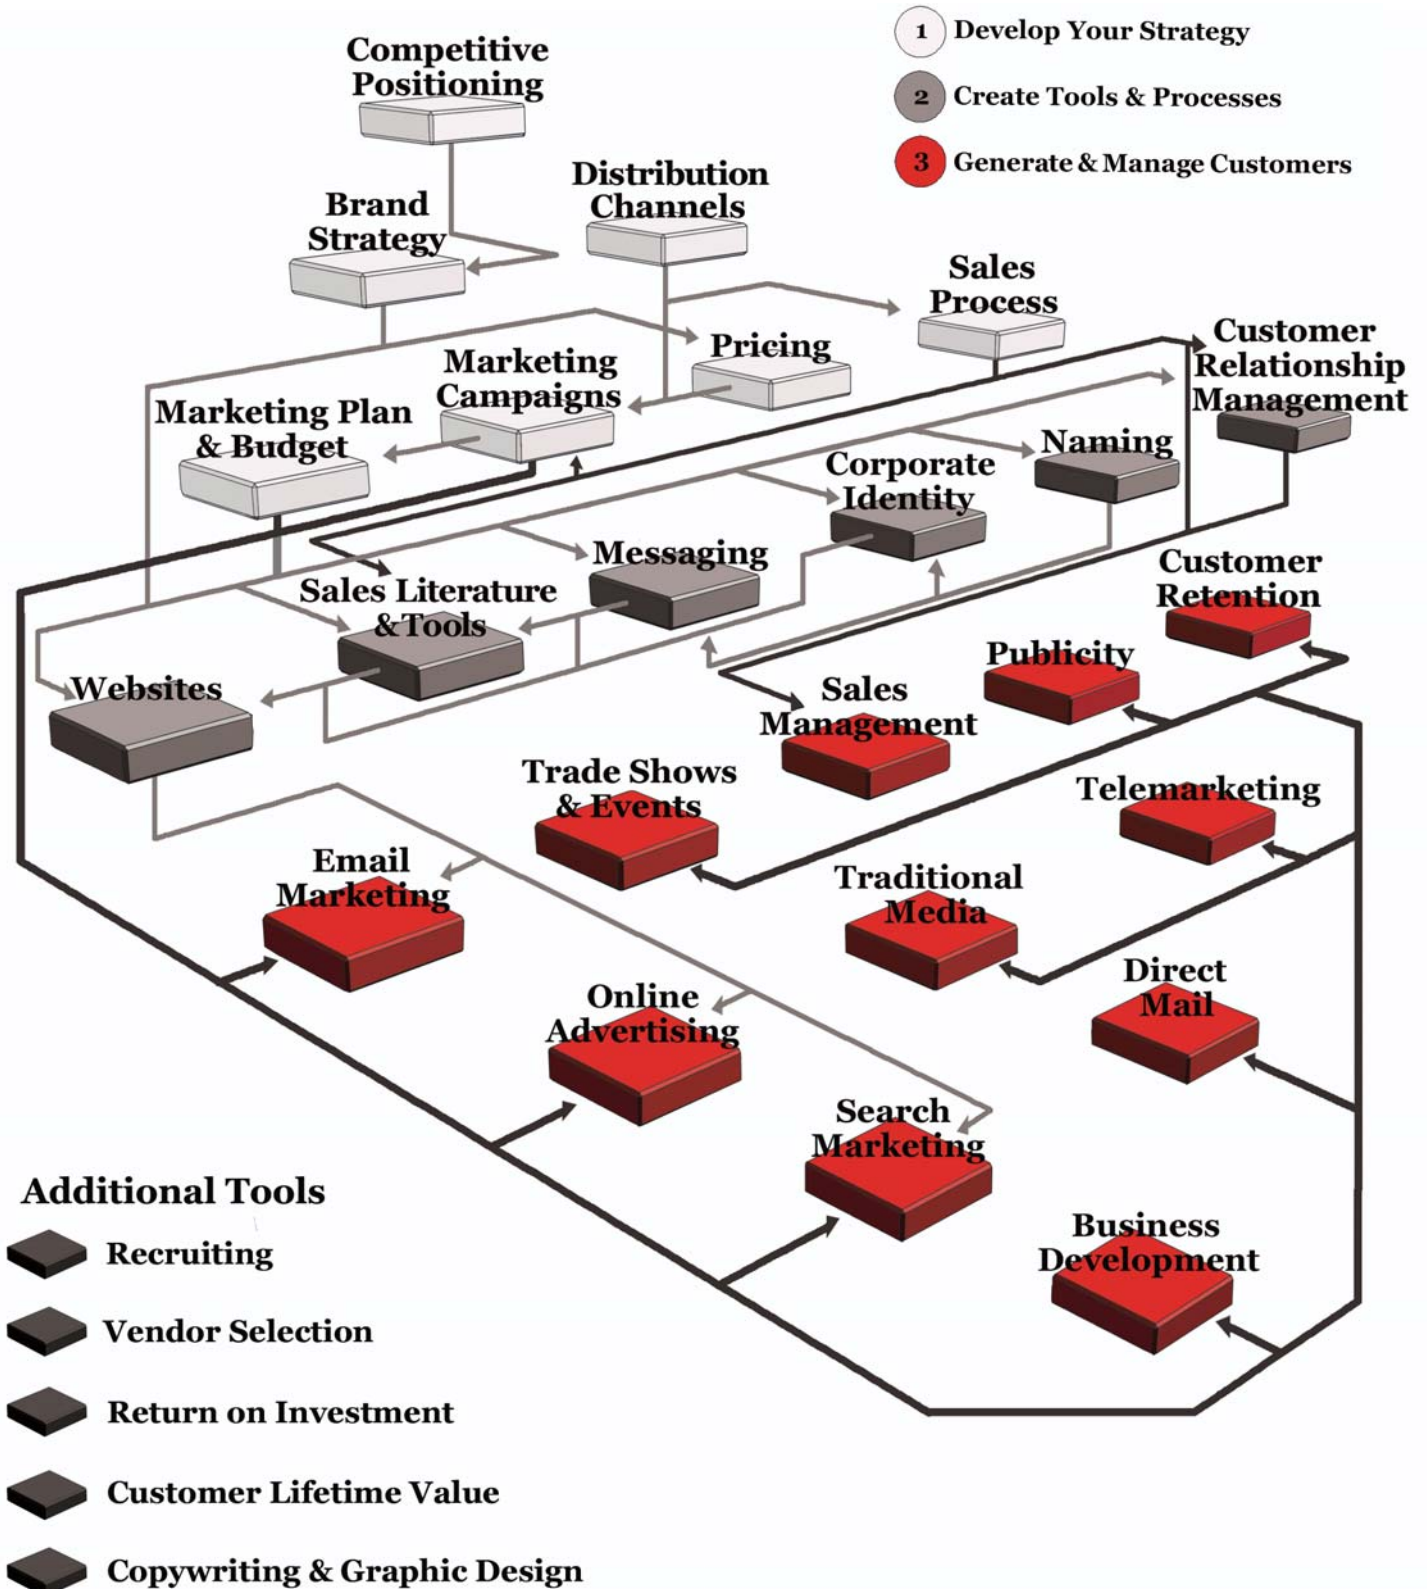 1 Develop Your Strategy
2 Create Tools & Processes
3 Generate & Manage Customers
Competitive
Positioning
Distribution
Channels
Brand
Strategy
Sales
Process
Customer
Relationship
Management
Pricing
Marketing
Campaigns
Marketing Plan
& Budget
Naming
Corporate
Identity
Messaging
Sales Literature
&Tools
Websites
Customer
Retention
Publicity
Sales
Management
Trade Shows
& Events
Telemarketing
Email
Marketing
Traditional
Media
Direct
Mail
Online
Advertising
Search
Marketing
Business
Development
Additional Tools
Recruiting
Vendor Selection
Return on Investment
Customer Lifetime Value
Copywriting & Graphic Design